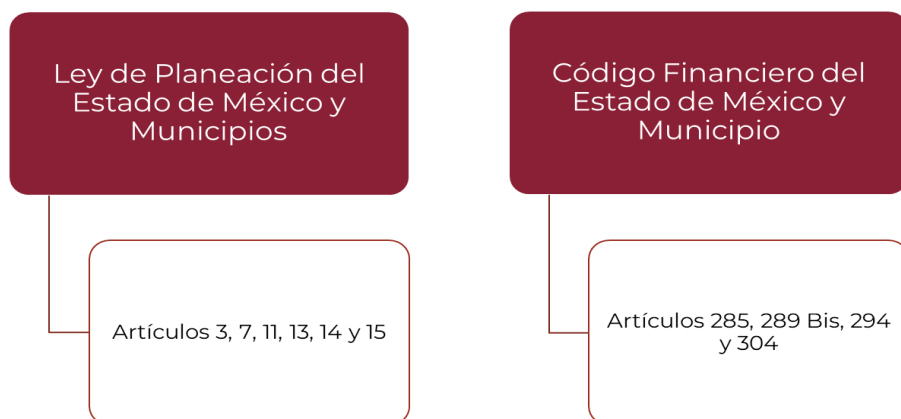 Ley de Planeación del
Estado de México y
Municipios
Artículos 3, 7, 11, 13, 14 y 15
Código Financiero del
Estado de México y
Municipio
Artículos 285, 289 Bis, 294
y 304